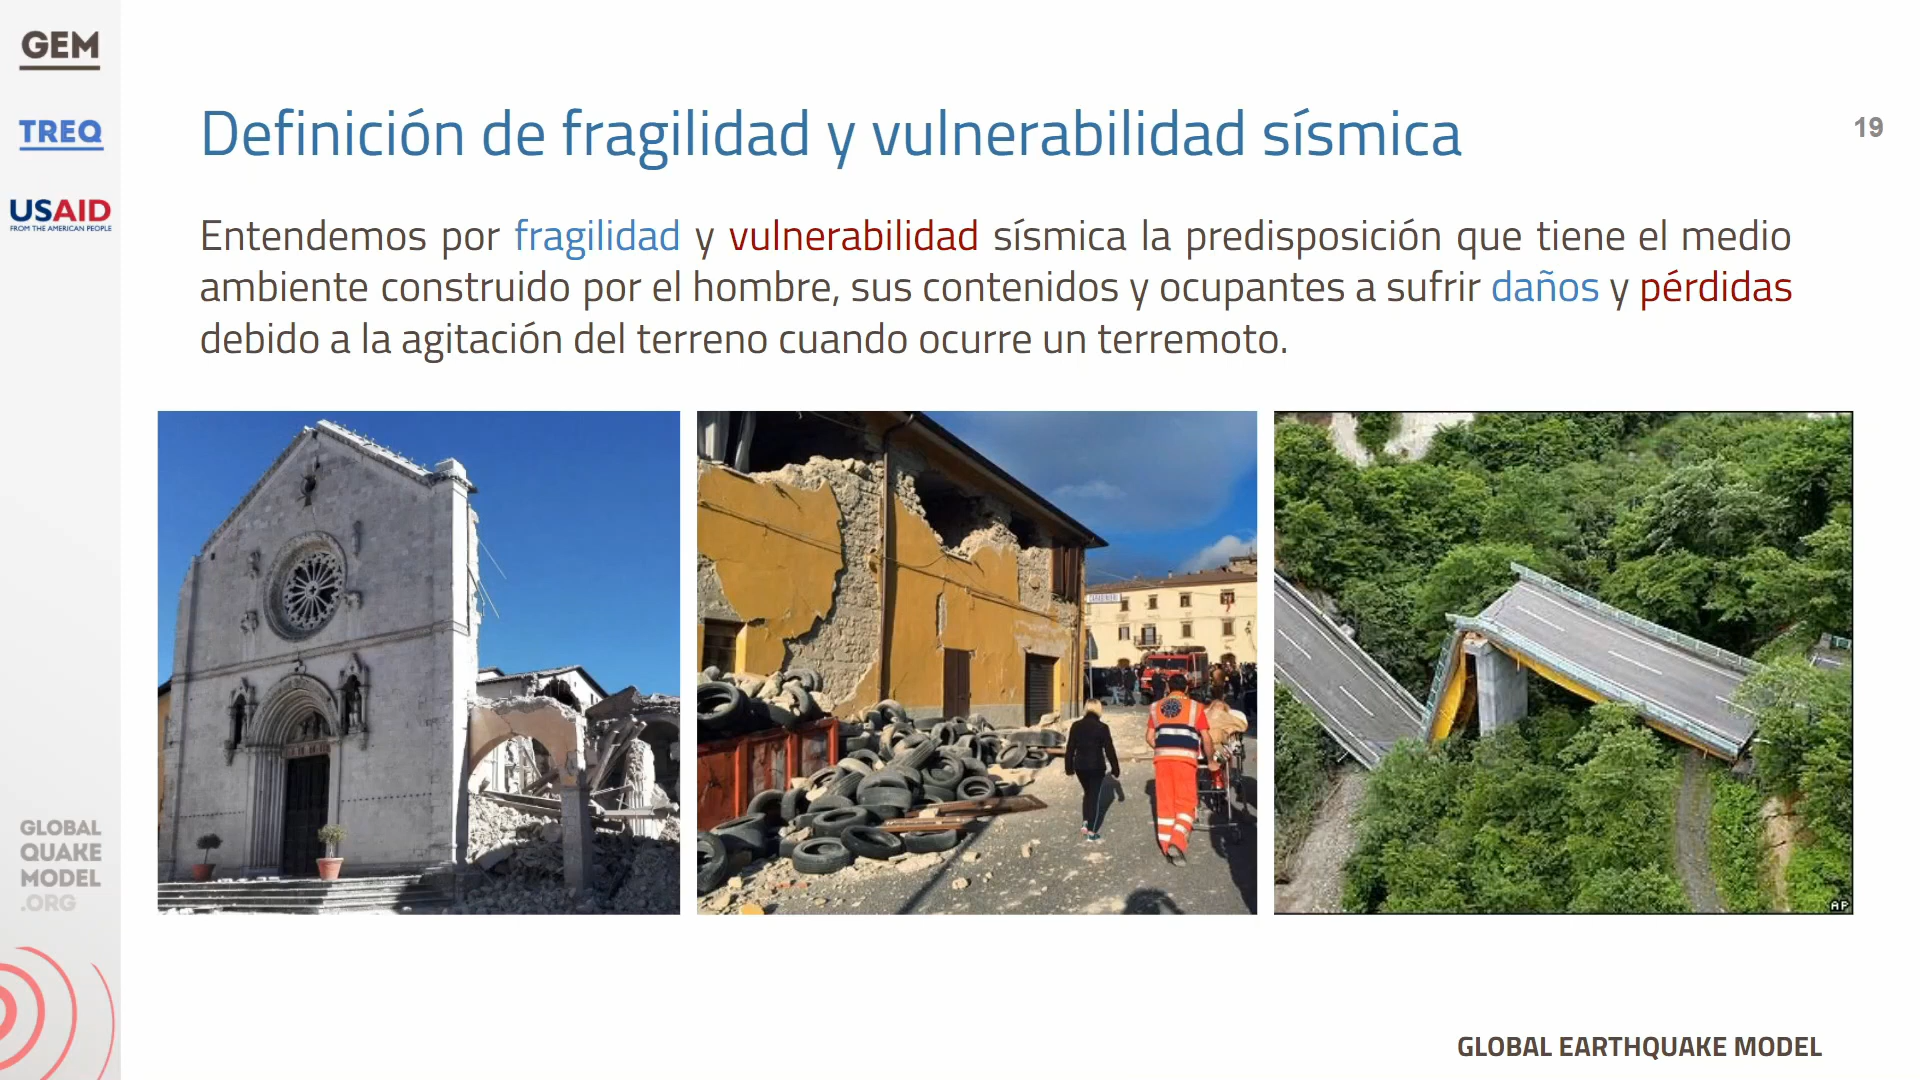 GEM
TREQ
USAID
FROM THE AMERICAN PEOPLE
Definición de fragilidad y vulnerabilidad sísmica
19
Entendemos por fragilidad y vulnerabilidad sísmica la predisposición que tiene el medio
ambiente construido por el hombre, sus contenidos y ocupantes a sufrir daños y pérdidas
debido a la agitación del terreno cuando ocurre un terremoto.
CARABINIERI
AP
GLOBAL
QUAKE
MODEL
.ORG
GLOBAL EARTHQUAKE MODEL